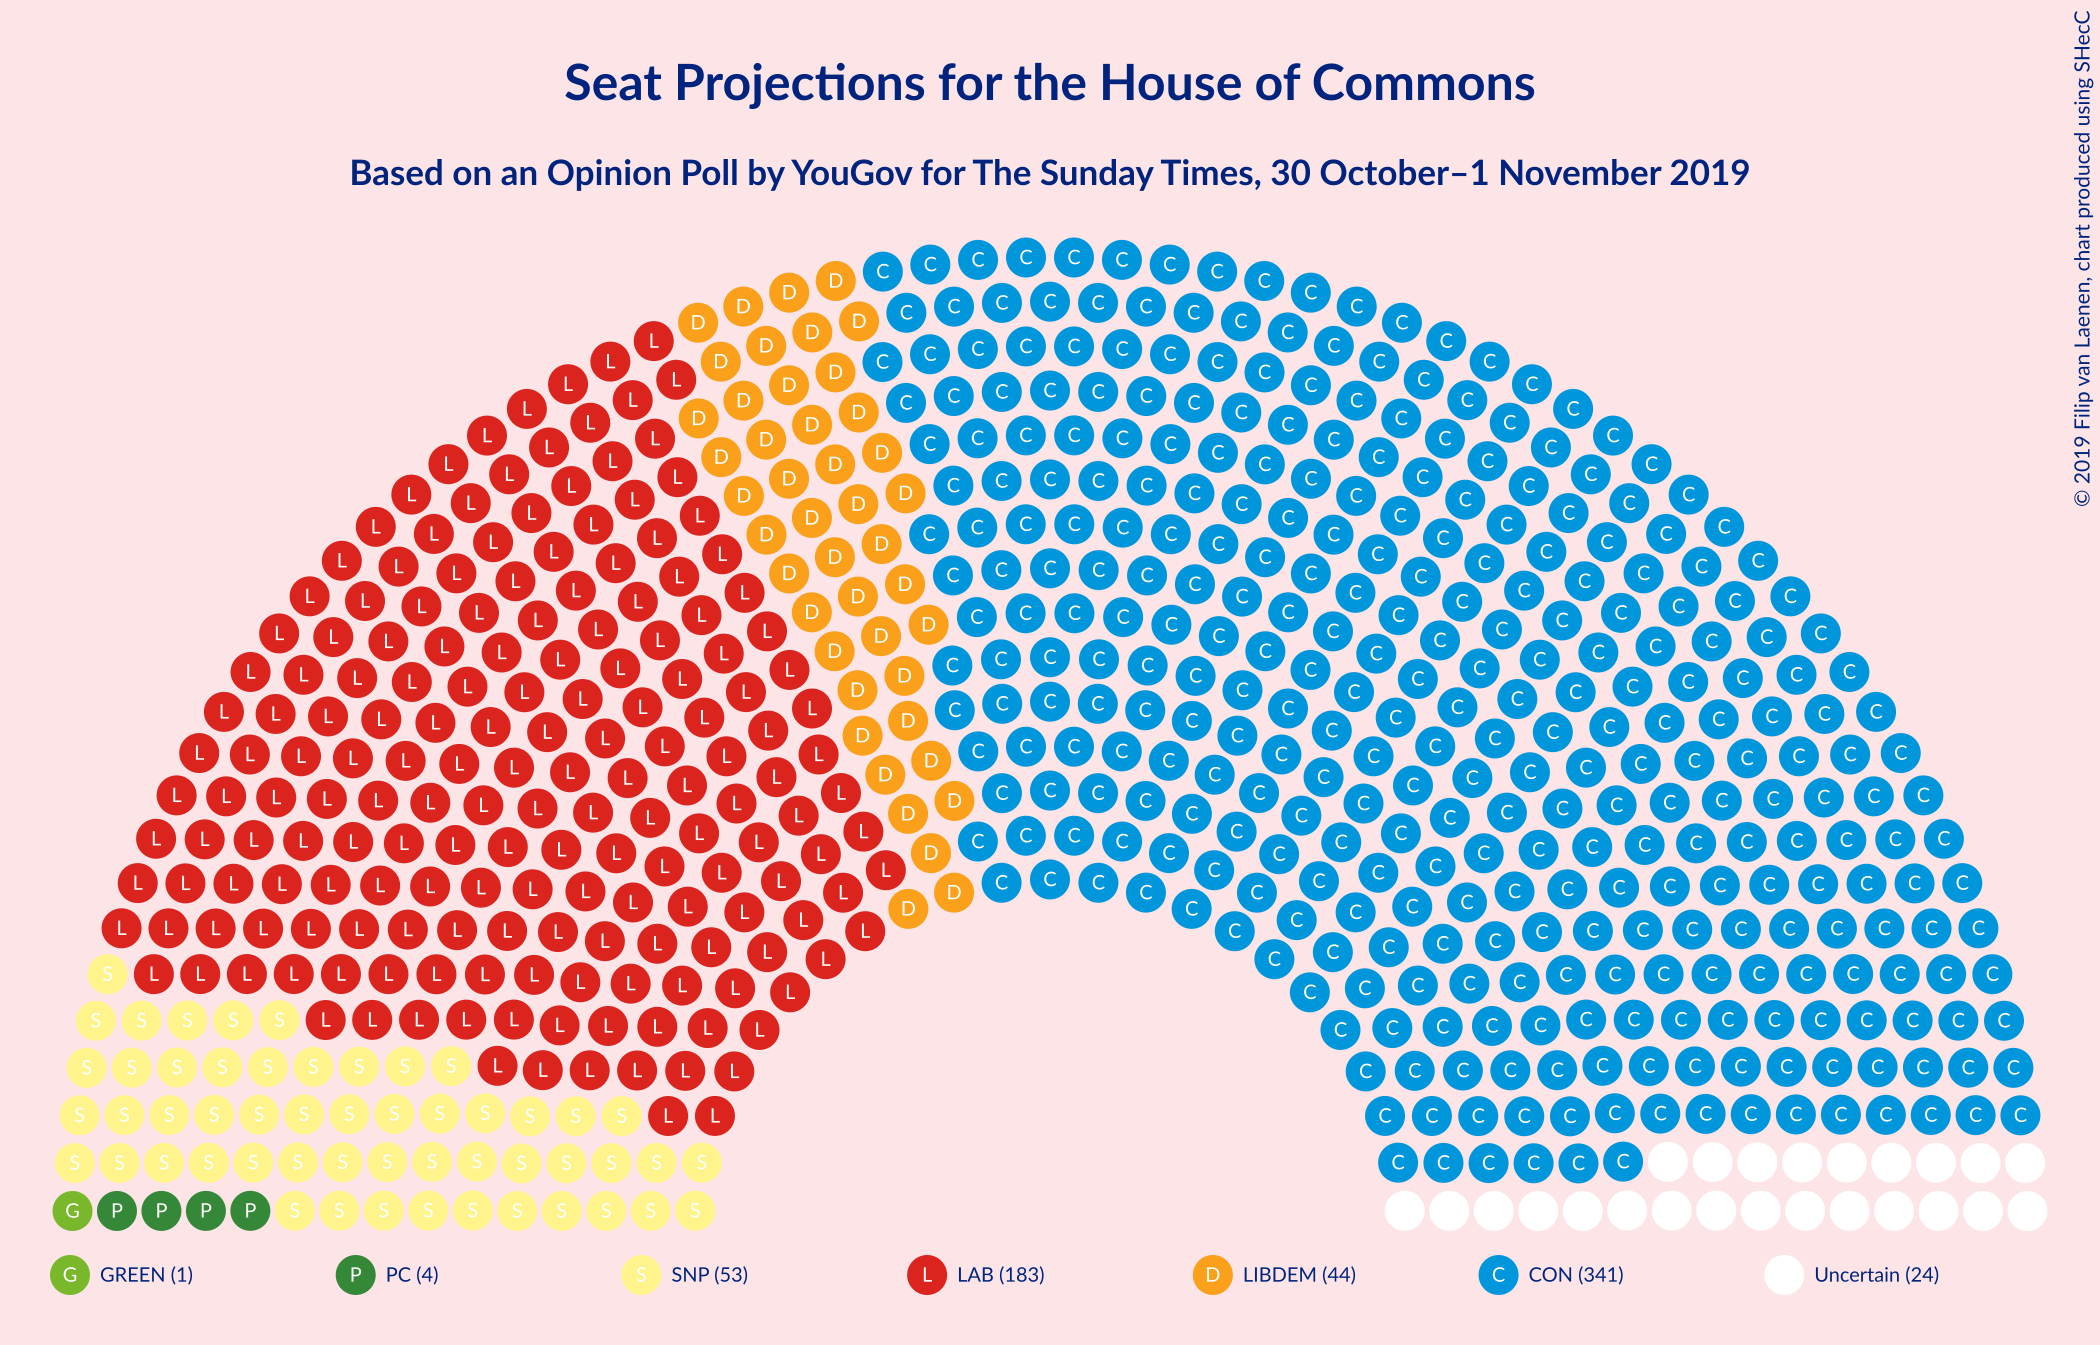 Seat Projections for the House of Commons
Based on an Opinion Poll by YouGov for The Sunday Times, 30 October–1 November 2019
© 2019 Filip van Laenen, chart produced using SHecC
G GREEN (1) P PC (4) S SNP (53) L LAB (183) D LIBDEM (44) C CON (341) Uncertain (24)